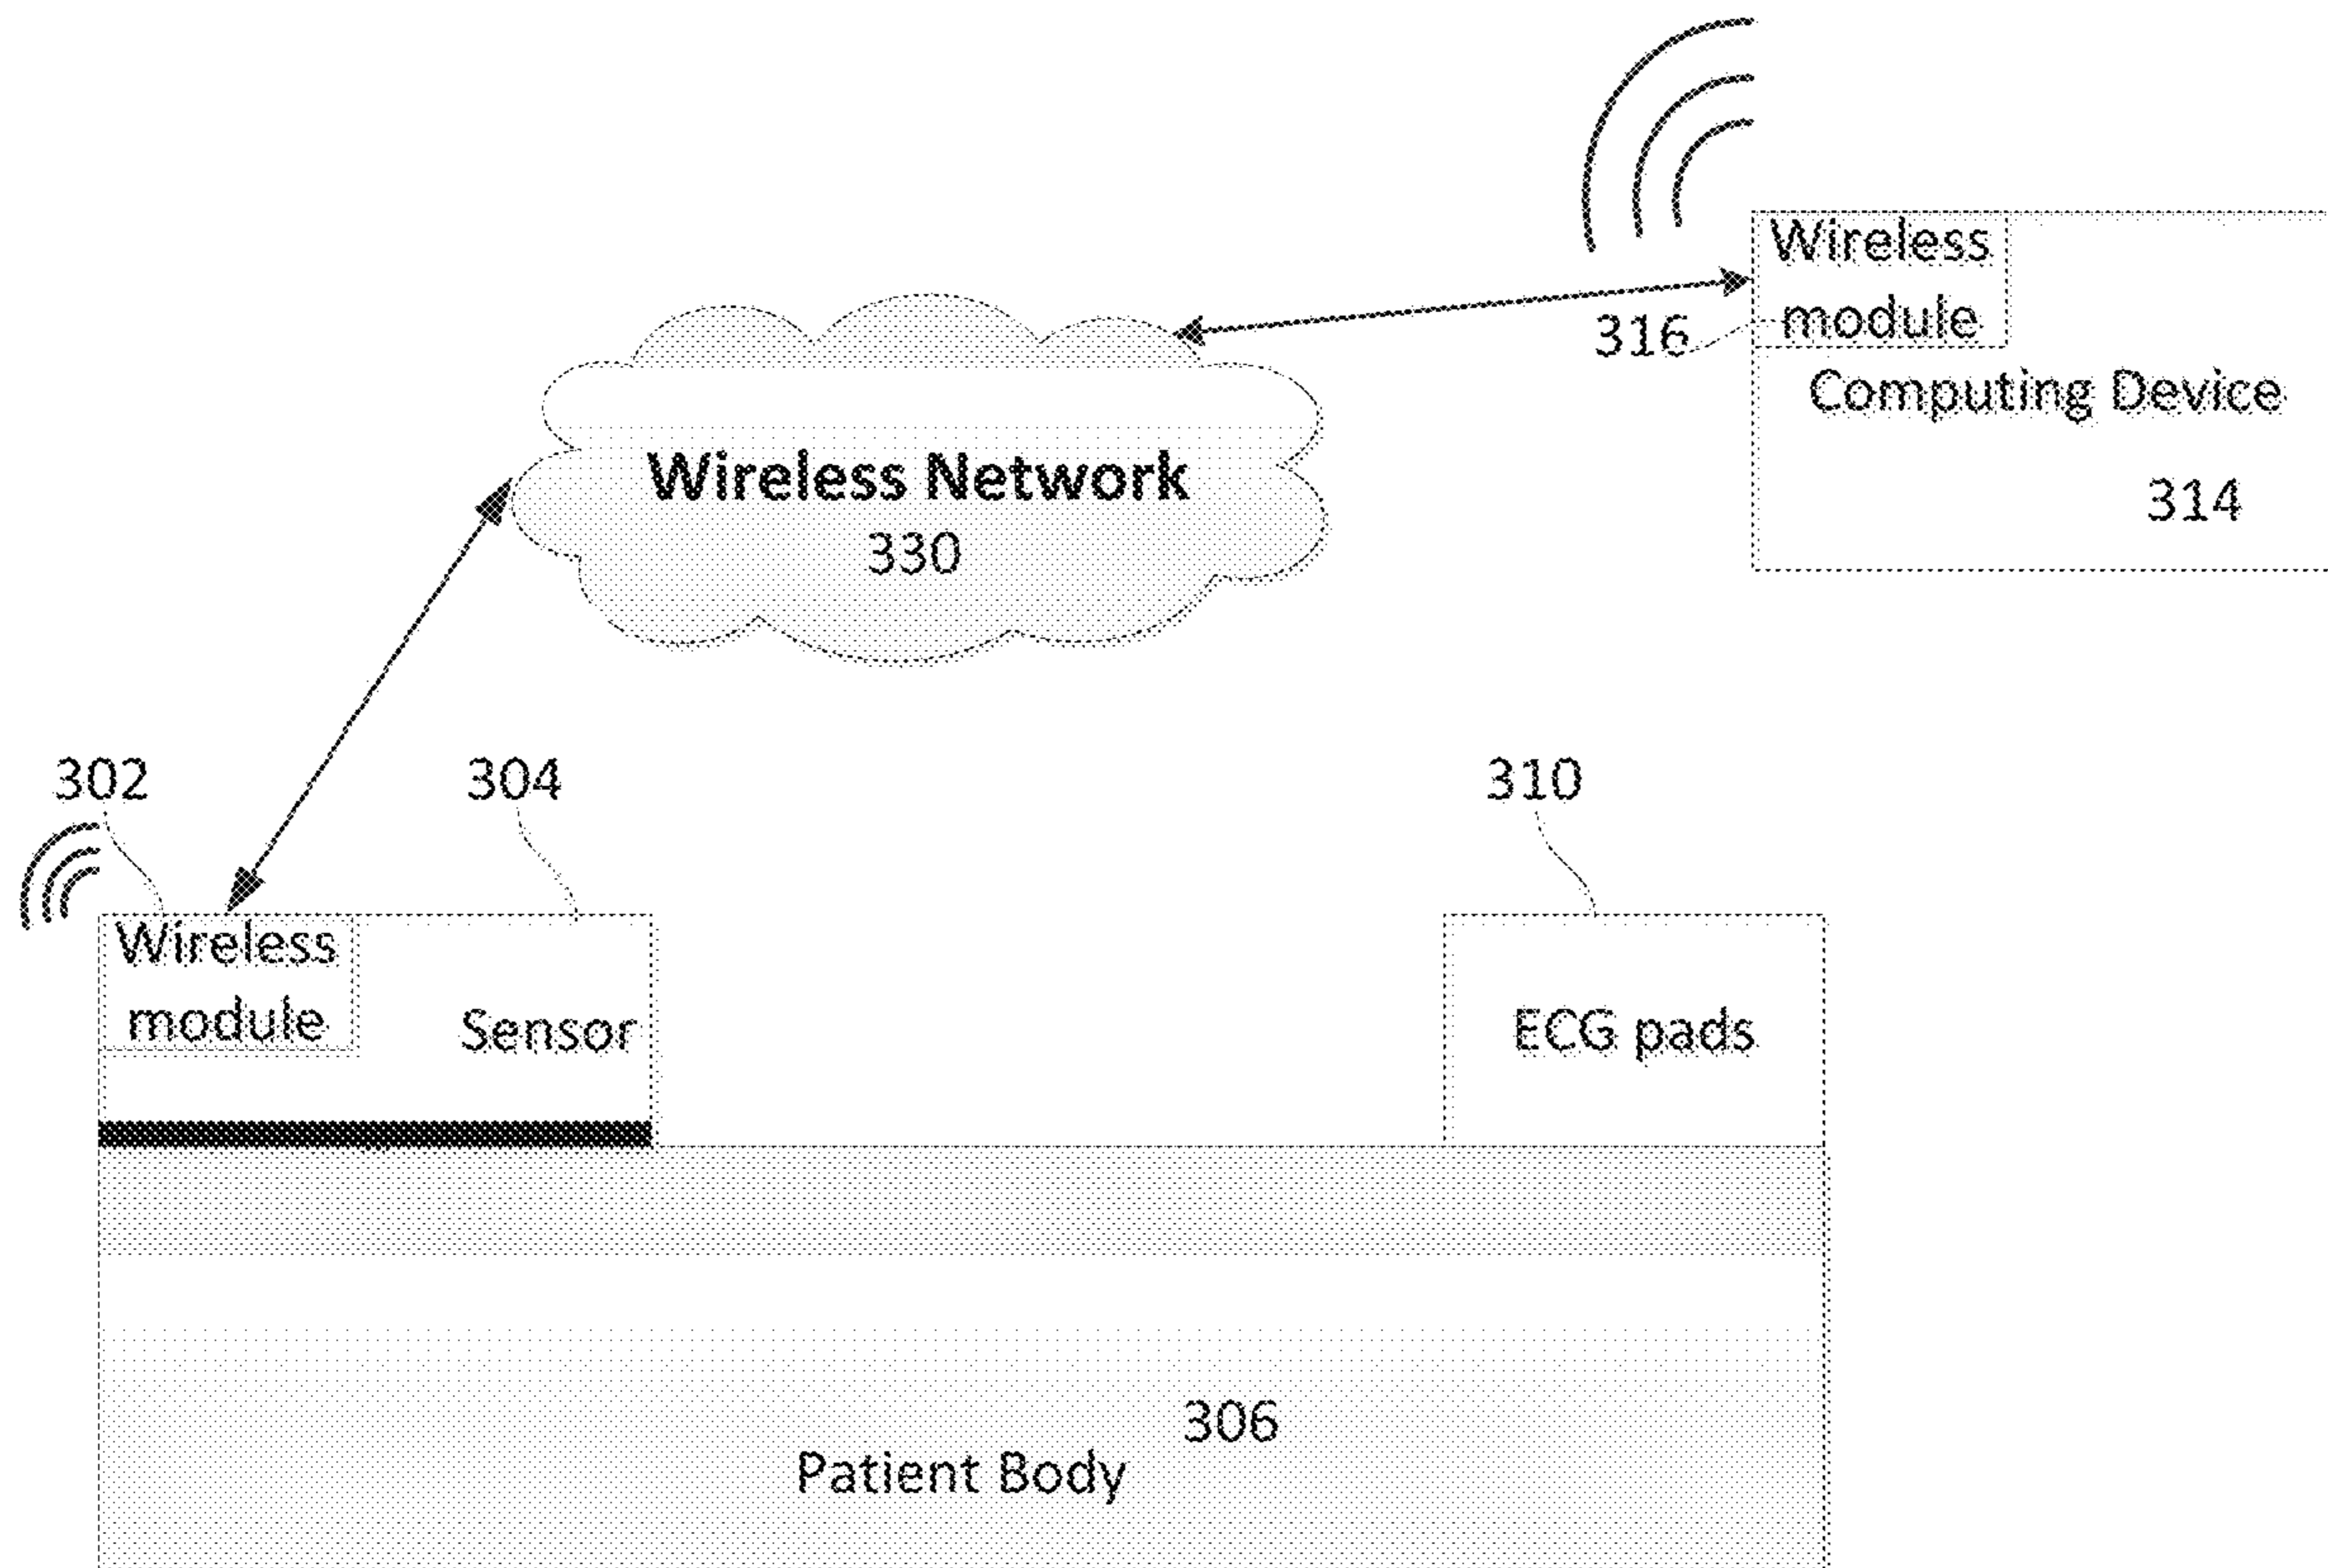 Wireless
module
316
Computing Device
314
Wireless Network
330
302
304
310
Wireless
module
Sensor
ECG pads
306
Patient Body